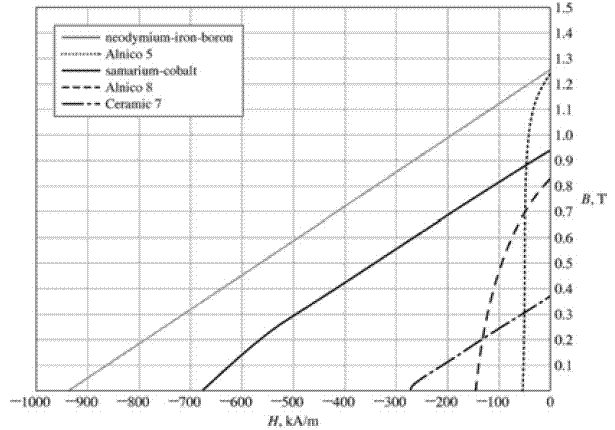 1.5
1.4
1.3
1.2
1.1
1.0
0.9
0.8
0.7
0.6
0.5
0.4
0.3
0.2
0.1
B, T
neodymium-iron-boron
Alnico 5
samarium-cobalt
Alnico 8
Ceramic 7
−1000 −900 −800 −700 −600 −500 −400 −300 −200 −100 0
H, kA/m